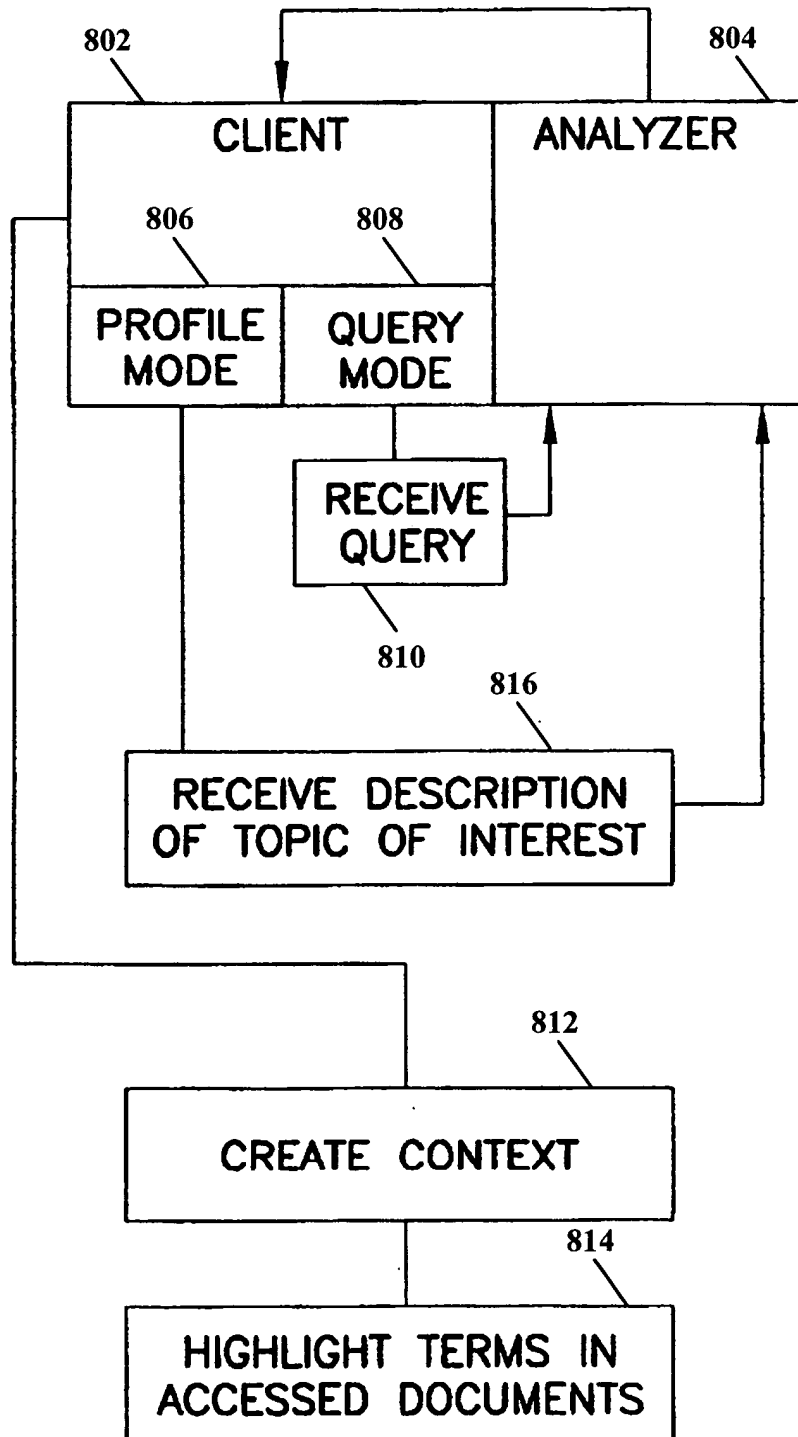 802
804
CLIENT
ANALYZER
806
808
PROFILE
MODE
QUERY
MODE
RECEIVE
QUERY
810
816
RECEIVE DESCRIPTION
OF TOPIC OF INTEREST
812
CREATE CONTEXT
814
HIGHLIGHT TERMS IN
ACCESSED DOCUMENTS